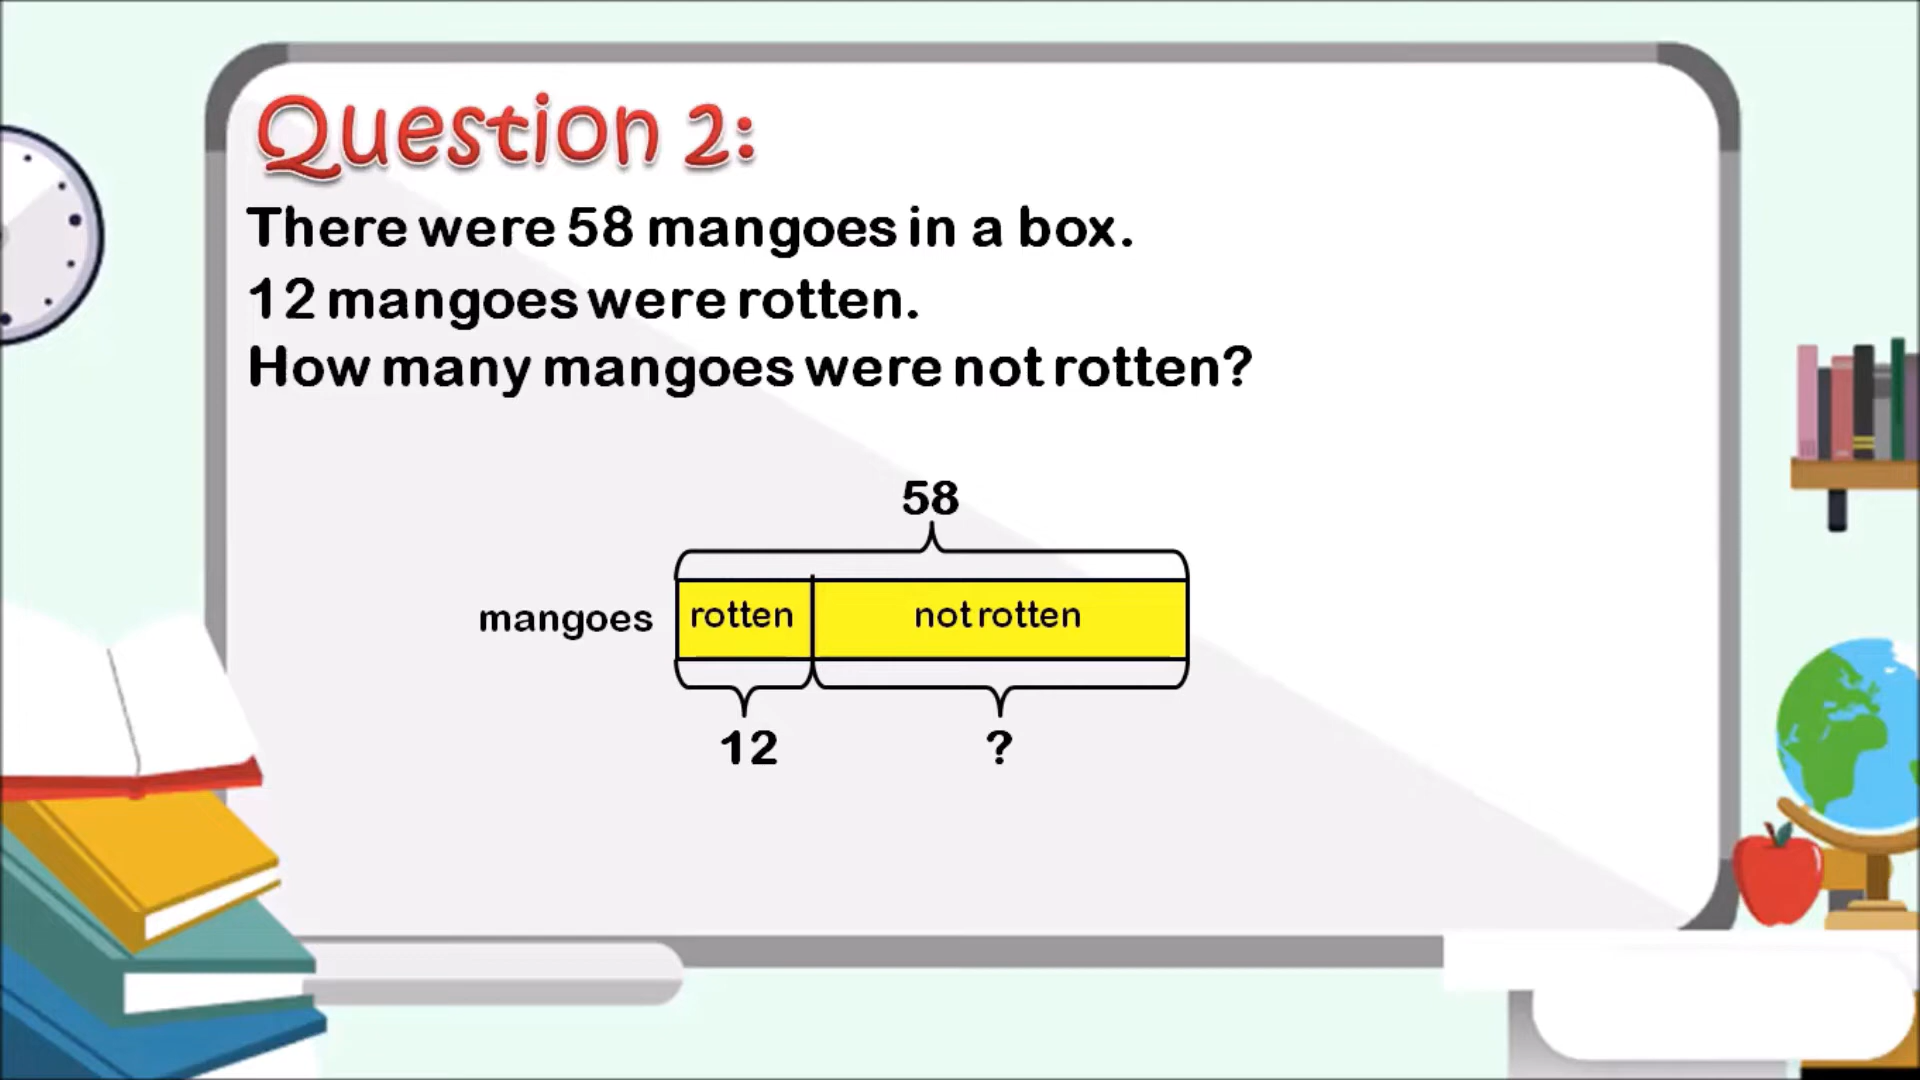 Question 2:
There were 58 mangoes in a box.
12 mangoes were rotten.
How many mangoes were not rotten?
58
mangoes rotten not rotten
12 ?